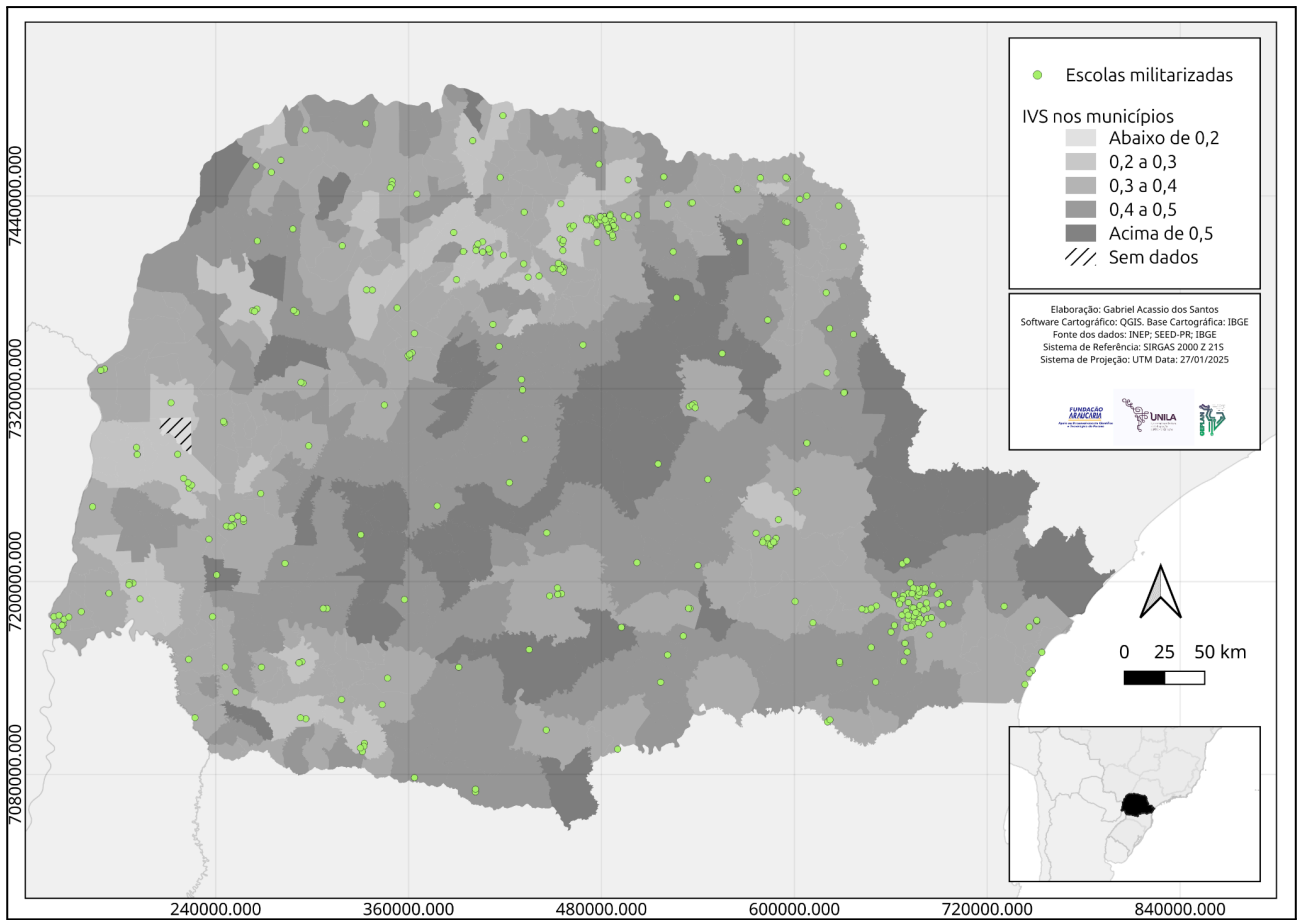 Escolas militarizadas
IVS nos municípios
Abaixo de 0,2
0,2 a 0,3
0,3 a 0,4
0,4 a 0,5
Acima de 0,5
Sem dados
Elaboração: Gabriel Acassio dos Santos
Software Cartográfico: QGIS. Base Cartográfica: IBGE
Fonte dos dados: INEP; SEED-PR; IBGE
Sistema de Referência: SIRGAS 2000 Z 21S
Sistema de Projeção: UTM Data: 27/01/2025
FUNDAÇÃO
ARAUCÁRIA
UNILA
GEPLAN
7440000.000
7320000.000
7200000.000
7080000.000
0 25 50 km
240000.000 360000.000 480000.000 600000.000 720000.000 840000.000